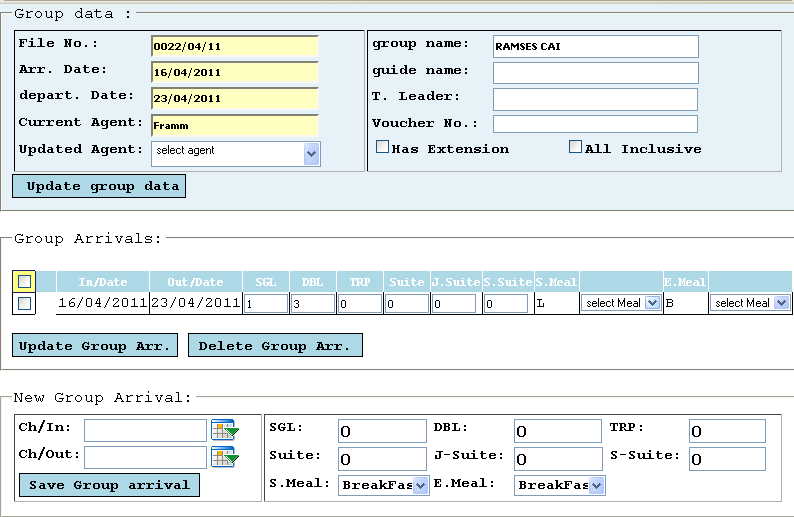 Group data :
File No.: 0022/04/11 group name: RAMSES CAI
Arr. Date: 16/04/2011 guide name:
depart. Date: 23/04/2011 T. Leader:
Current Agent: Framm Voucher No.:
Updated Agent: select agent Has Extension All Inclusive
Update group data
Group Arrivals:
In/Date Out/Date SGL DBL TRP Suite J.Suite S.Suite S.Meal E.Meal
16/04/2011 23/04/2011 1 3 0 0 0 0 L select Meal B select Meal
Update Group Arr. Delete Group Arr.
New Group Arrival:
Ch/In: SGL: 0 DBL: 0 TRP: 0
Ch/Out: Suite: 0 J-Suite: 0 S-Suite: 0
Save Group arrival S.Meal: BreakFas E.Meal: BreakFas